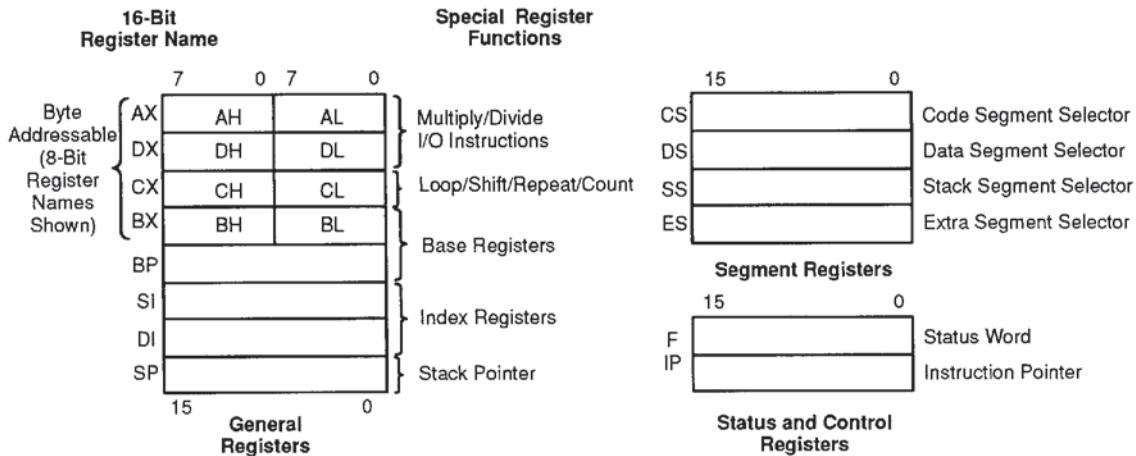 16-Bit
Register Name
Special Register
Functions
7 0 7 0
Byte
Addressable
(8-Bit
Register
Names
Shown)
AX AH AL
DX DH DL
Multiply/Divide
I/O Instructions
CX CH CL
Loop/Shift/Repeat/Count
BX BH BL
BP
Base Registers
SI
DI
Index Registers
SP
Stack Pointer
15 0
General
Registers
15 0
CS Code Segment Selector
DS Data Segment Selector
SS Stack Segment Selector
ES Extra Segment Selector
Segment Registers
15 0
F Status Word
IP Instruction Pointer
Status and Control
Registers